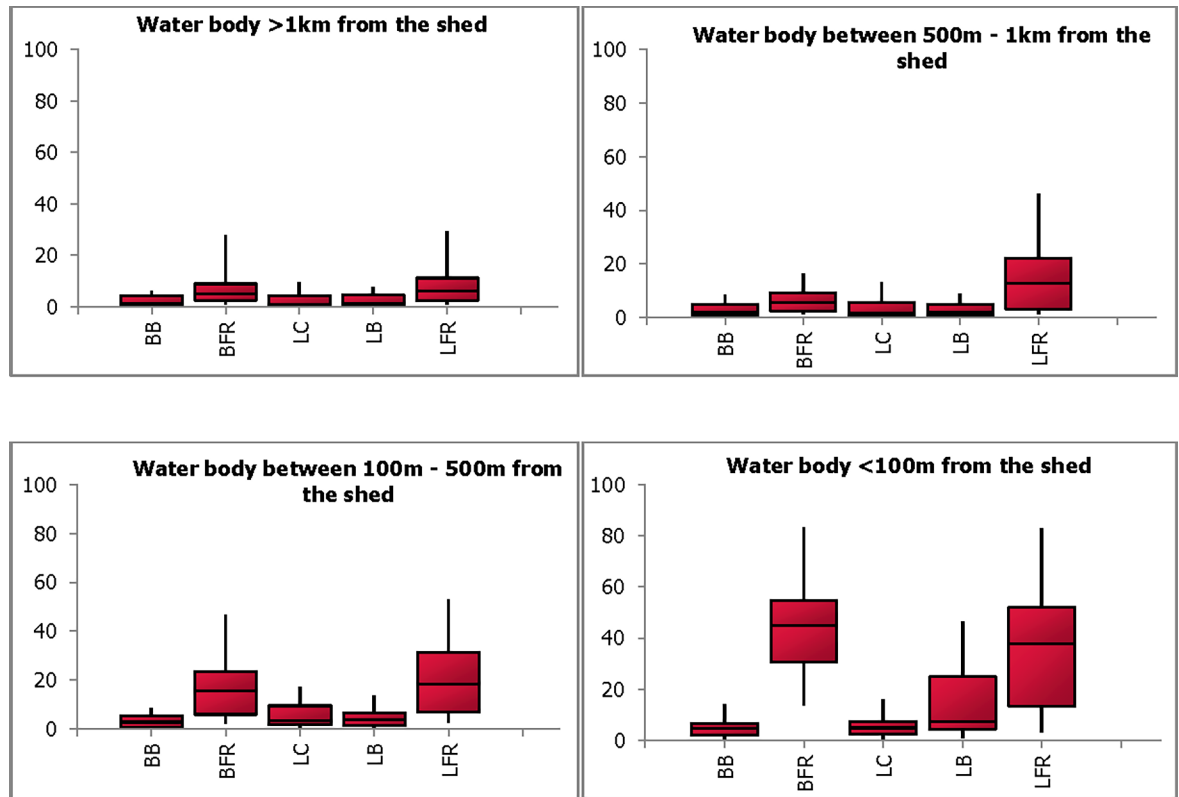 Water body >1km from the shed
100
80
60
40
20
0
BB
BFR
LC
LB
LFR
Water body between 500m - 1km from the
shed
100
80
60
40
20
0
BB
BFR
LC
LB
LFR
Water body between 100m - 500m from
the shed
100
80
60
40
20
0
BB
BFR
LC
LB
LFR
Water body <100m from the shed
100
80
60
40
20
0
BB
BFR
LC
LB
LFR